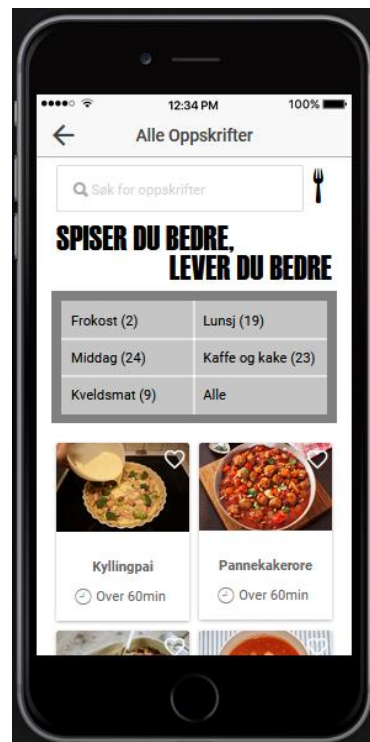 12:34 PM 100%
Alle Oppskrifter
Søk for oppskrifter
SPISER DU BEDRE,
LEVER DU BEDRE
Frokost (2) Lunsj (19)
Middag (24) Kaffe og kake (23)
Kveldsmat (9) Alle
Kyllingpai Pannekakerore
Over 60min Over 60min